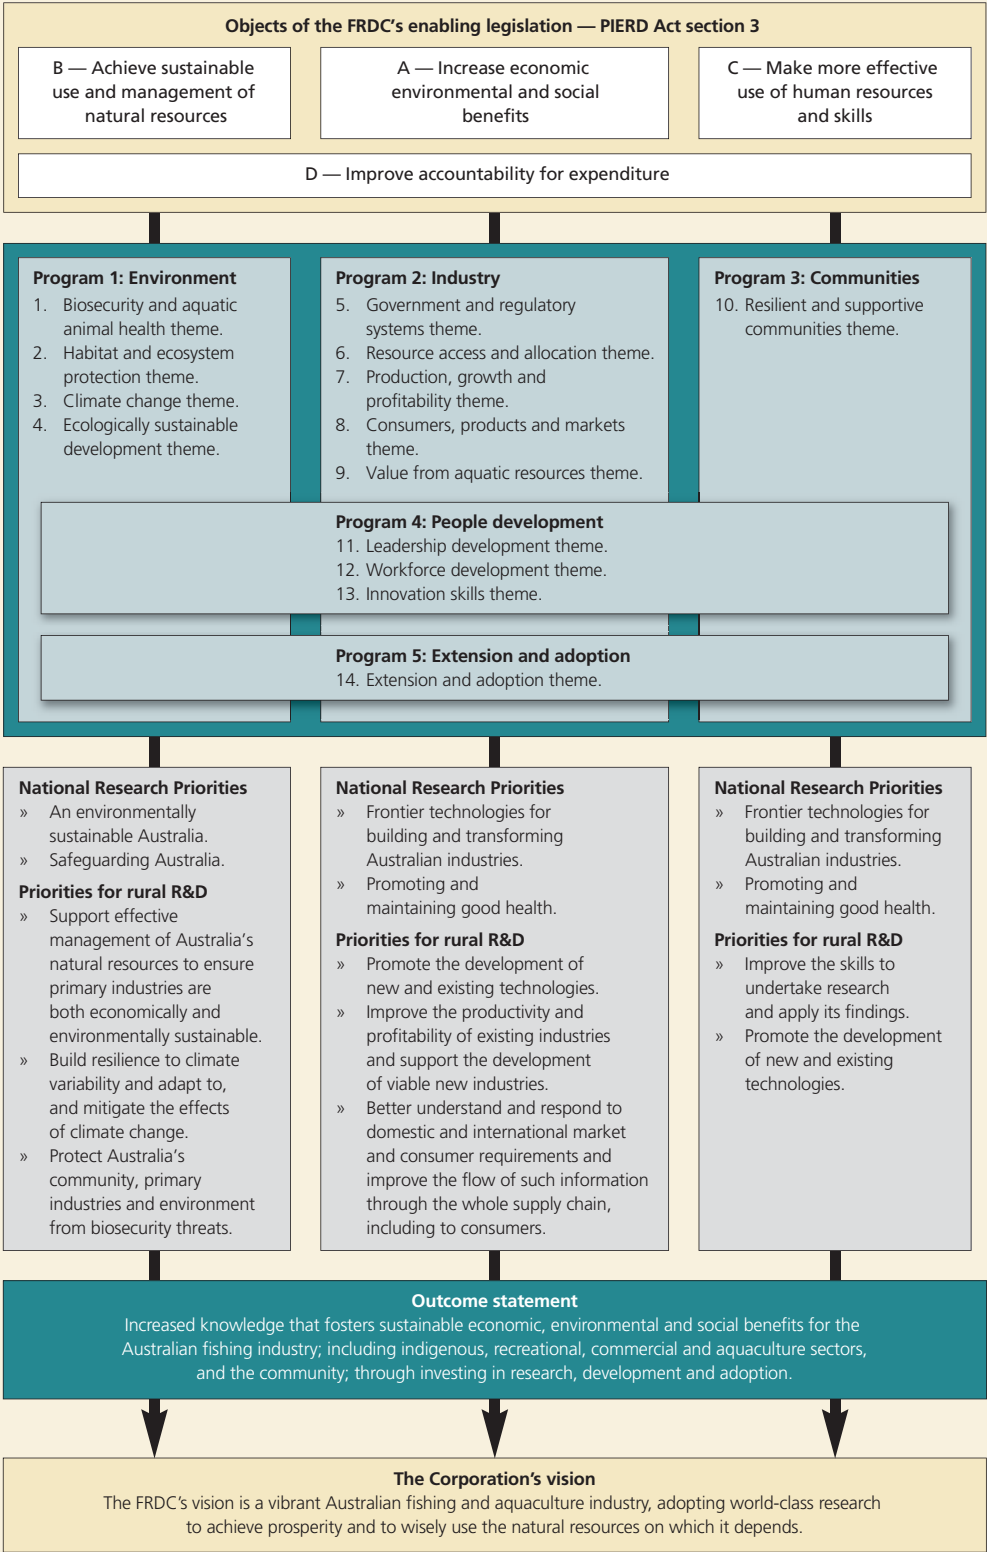 Objects of the FRDC's enabling legislation — PIERD Act section 3
B — Achieve sustainable
use and management of
natural resources
A — Increase economic
environmental and social
benefits
C — Make more effective
use of human resources
and skills
D — Improve accountability for expenditure
Program 1: Environment
1. Biosecurity and aquatic
animal health theme.
2. Habitat and ecosystem
protection theme.
3. Climate change theme.
4. Ecologically sustainable
development theme.
Program 2: Industry
5. Government and regulatory
systems theme.
6. Resource access and allocation theme.
7. Production, growth and
profitability theme.
8. Consumers, products and markets
theme.
9. Value from aquatic resources theme.
Program 3: Communities
10. Resilient and supportive
communities theme.
Program 4: People development
11. Leadership development theme.
12. Workforce development theme.
13. Innovation skills theme.
Program 5: Extension and adoption
14. Extension and adoption theme.
National Research Priorities
» An environmentally
sustainable Australia.
» Safeguarding Australia.
Priorities for rural R&D
» Support effective
management of Australia's
natural resources to ensure
primary industries are
both economically and
environmentally sustainable.
» Build resilience to climate
variability and adapt to,
and mitigate the effects
of climate change.
» Protect Australia's
community, primary
industries and environment
from biosecurity threats.
National Research Priorities
» Frontier technologies for
building and transforming
Australian industries.
» Promoting and
maintaining good health.
Priorities for rural R&D
» Promote the development of
new and existing technologies.
» Improve the productivity and
profitability of existing industries
and support the development
of viable new industries.
» Better understand and respond to
domestic and international market
and consumer requirements and
improve the flow of such information
through the whole supply chain,
including to consumers.
National Research Priorities
» Frontier technologies for
building and transforming
Australian industries.
» Promoting and
maintaining good health.
Priorities for rural R&D
» Improve the skills to
undertake research
and apply its findings.
» Promote the development
of new and existing
technologies.
Outcome statement
Increased knowledge that fosters sustainable economic, environmental and social benefits for the
Australian fishing industry; including indigenous, recreational, commercial and aquaculture sectors,
and the community; through investing in research, development and adoption.
The Corporation's vision
The FRDC's vision is a vibrant Australian fishing and aquaculture industry, adopting world-class research
to achieve prosperity and to wisely use the natural resources on which it depends.